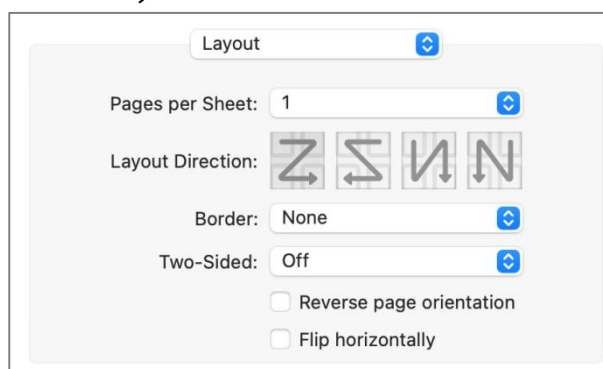 Layout
Pages per Sheet: 1
Layout Direction:
Border: None
Two-Sided: Off
Reverse page orientation
Flip horizontally